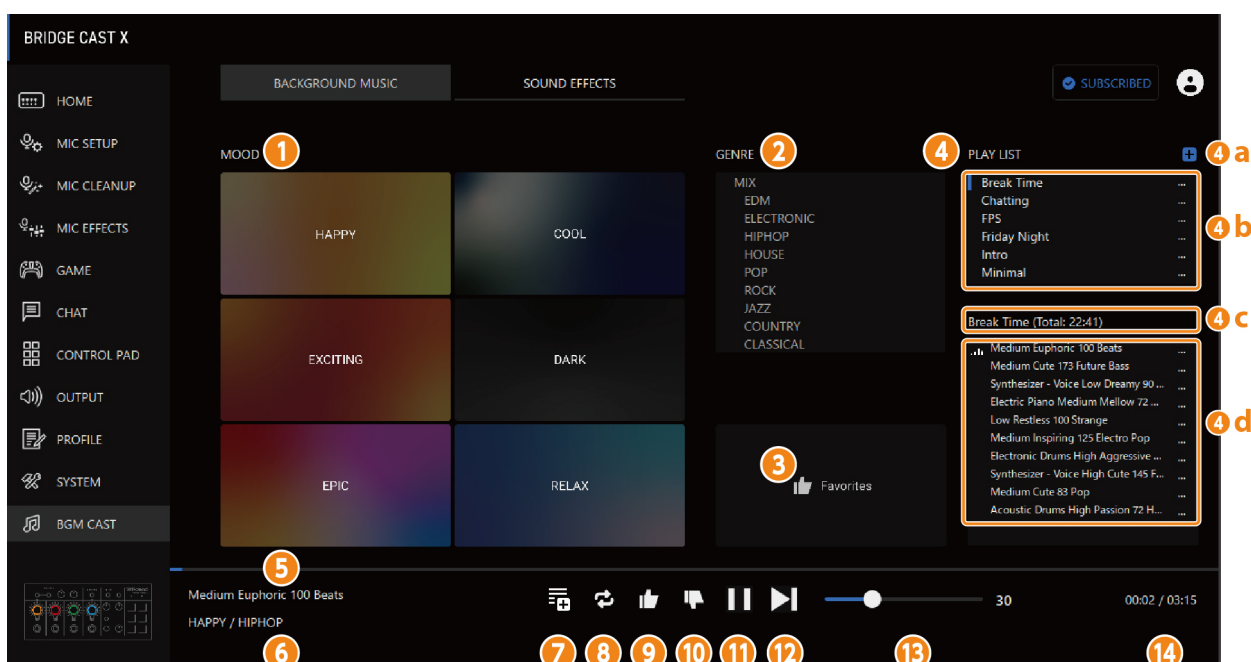 BRIDGE CAST X
HOME
MIC SETUP
MIC CLEANUP
MIC EFFECTS
GAME
CHAT
CONTROL PAD
OUTPUT
PROFILE
SYSTEM
BGM CAST
BACKGROUND MUSIC
SOUND EFFECTS
SUBSCRIBED
MOOD 1
HAPPY
COOL
EXCITING
DARK
EPIC
RELAX
GENRE 2
MIX
EDM
ELECTRONIC
HIPHOP
HOUSE
POP
ROCK
JAZZ
COUNTRY
CLASSICAL
3
Favorites
4 PLAY LIST 4 a
Break Time ...
Chatting ...
FPS ...
Friday Night ...
Intro ...
Minimal ...
4 b
Break Time (Total: 22:41) 4 c
Medium Euphoric 100 Beats ...
Medium Cute 173 Future Bass ...
Synthesizer - Voice Low Dreamy 90 ... ...
Electric Piano Medium Mellow 72 ... ...
Low Restless 100 Strange ...
Medium Inspiring 125 Electro Pop ...
Electronic Drums High Aggressive ... ...
Synthesizer - Voice High Cute 145 F... ...
Medium Cute 83 Pop ...
Acoustic Drums High Passion 72 H... ...
4 d
5
Medium Euphoric 100 Beats
HAPPY / HIPHOP
30
00:02 / 03:15
6 7 8 9 10 11 12 13 14